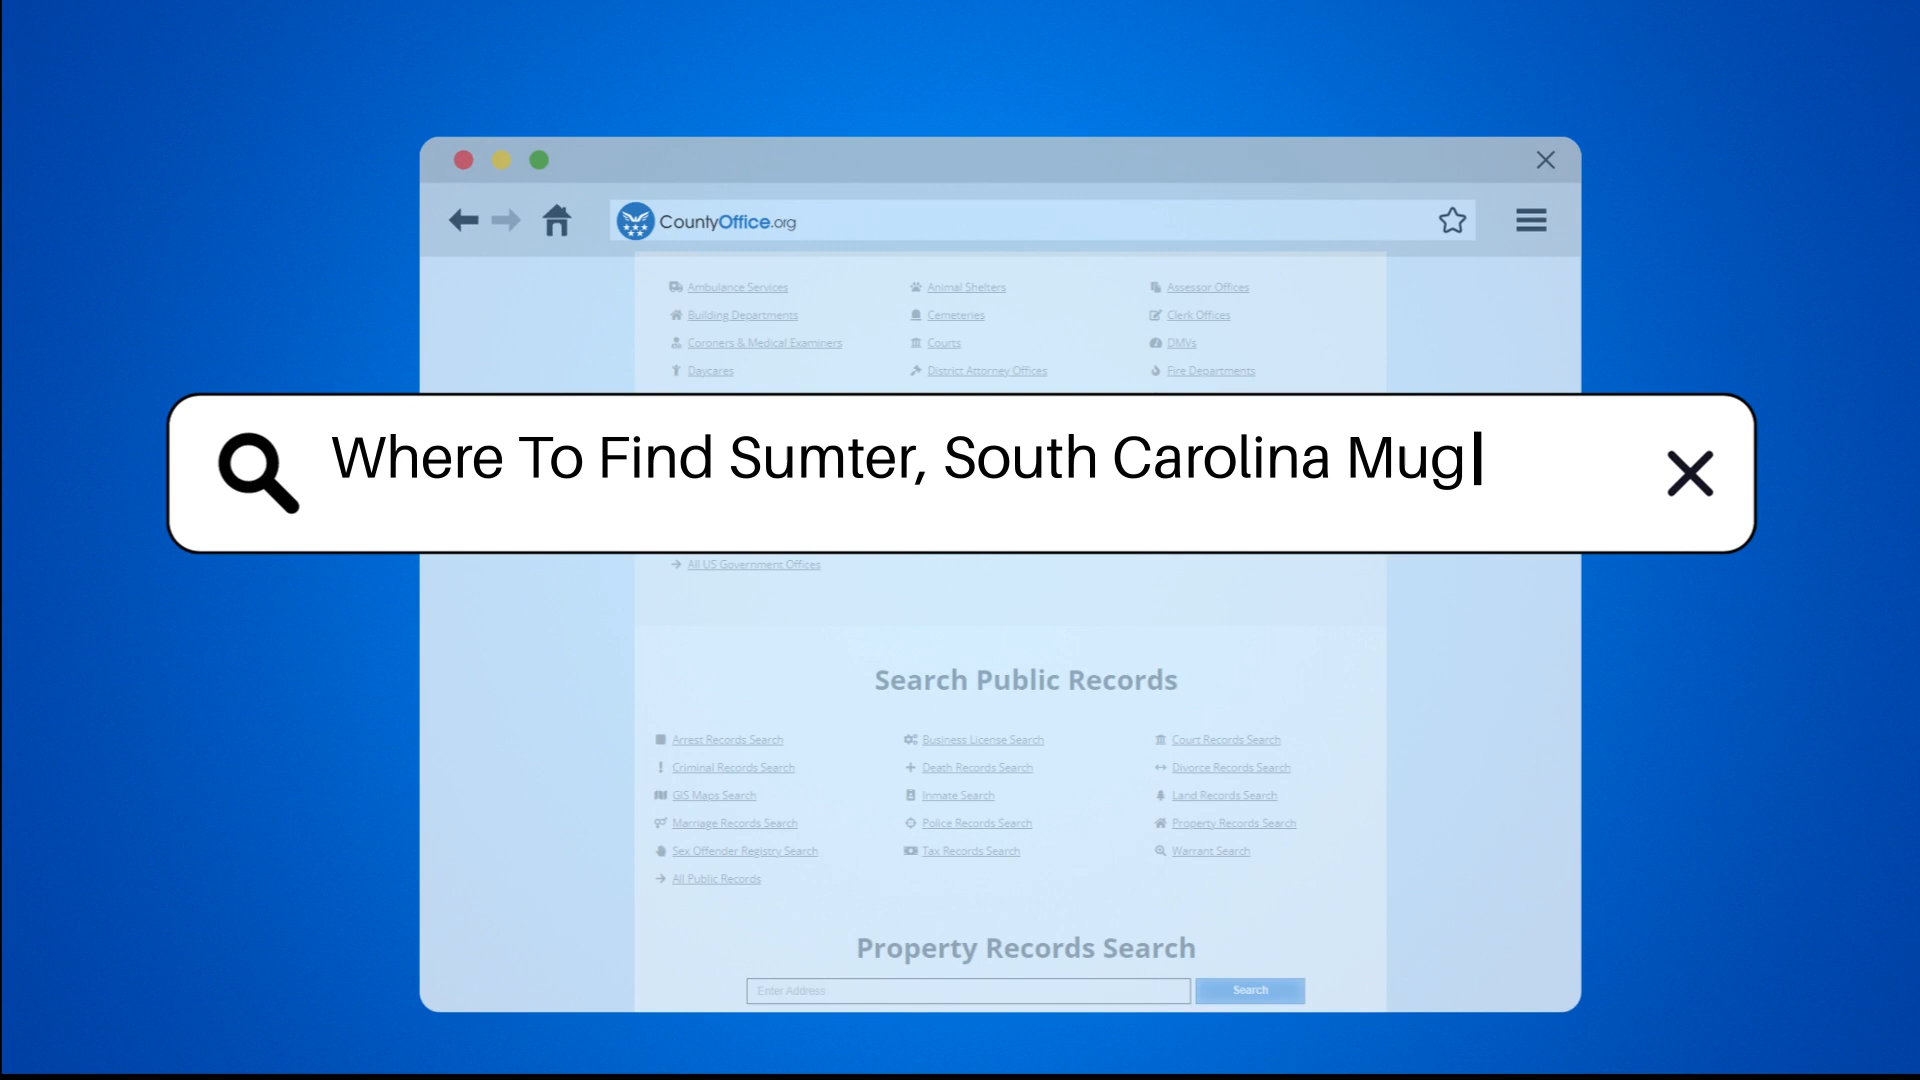 CountyOffice.org
Ambulance Services Animal Shelters Assessor Offices
Building Departments Cemeteries Clerk Offices
Coroners & Medical Examiners Courts DMVs
Daycares District Attorney Offices Fire Departments
Where To Find Sumter, South Carolina Mug
All US Government Offices
Search Public Records
Arrest Records Search Business License Search Court Records Search
Criminal Records Search Death Records Search Divorce Records Search
GIS Maps Search Inmate Search Land Records Search
Marriage Records Search Police Records Search Property Records Search
Sex Offender Registry Search Tax Records Search Warrant Search
All Public Records
Property Records Search
Enter Address Search